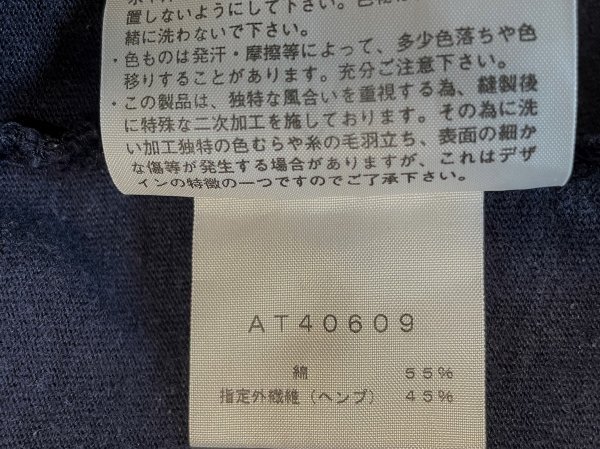 置しないようにして下さい。
緒に洗わないで下さい。
・色ものは発汗・摩擦等によって、多少色落ちや色
移りすることがあります。充分ご注意下さい。
・この製品は、独特な風合いを重視する為、縫製後
に特殊な二次加工を施しております。その為に洗
い加工独特の色むらや糸の毛羽立ち、表面の細か
な傷等が発生する場合がありますが、これはデザ
インの特徴の一つですのでご了承下さい。
AT40609
綿 55%
指定外繊維（ヘンプ） 45%